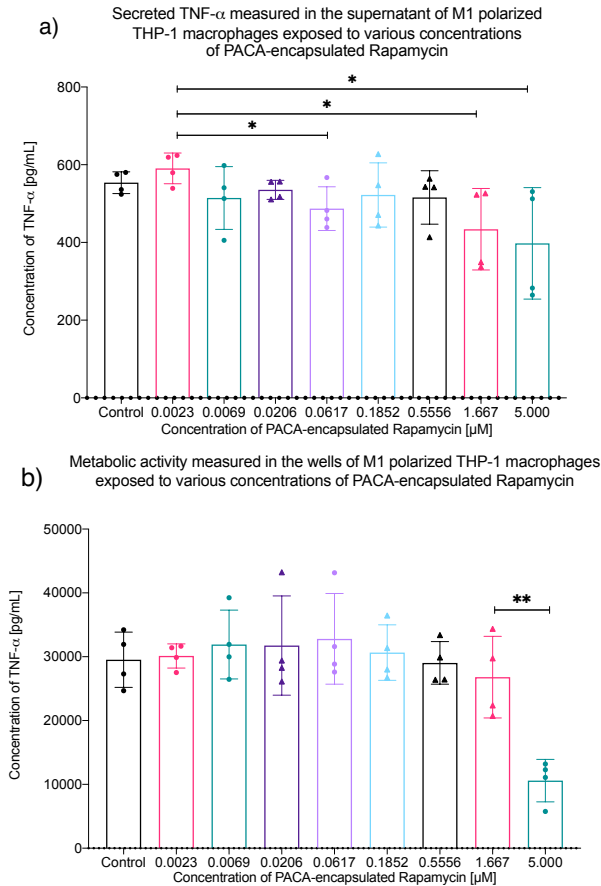 a)
Secreted TNF-α measured in the supernatant of M1 polarized
THP-1 macrophages exposed to various concentrations
of PACA-encapsulated Rapamycin
800
600
400
200
0
Concentration of TNF-α [pg/mL]
*
*
*
Control 0.0023 0.0069 0.0206 0.0617 0.1852 0.5556 1.667 5.000
Concentration of PACA-encapsulated Rapamycin [µM]
b)
Metabolic activity measured in the wells of M1 polarized THP-1 macrophages
exposed to various concentrations of PACA-encapsulated Rapamycin
50000
40000
30000
20000
10000
0
Concentration of TNF-α [pg/mL]
**
Control 0.0023 0.0069 0.0206 0.0617 0.1852 0.5556 1.667 5.000
Concentration of PACA-encapsulated Rapamycin [µM]